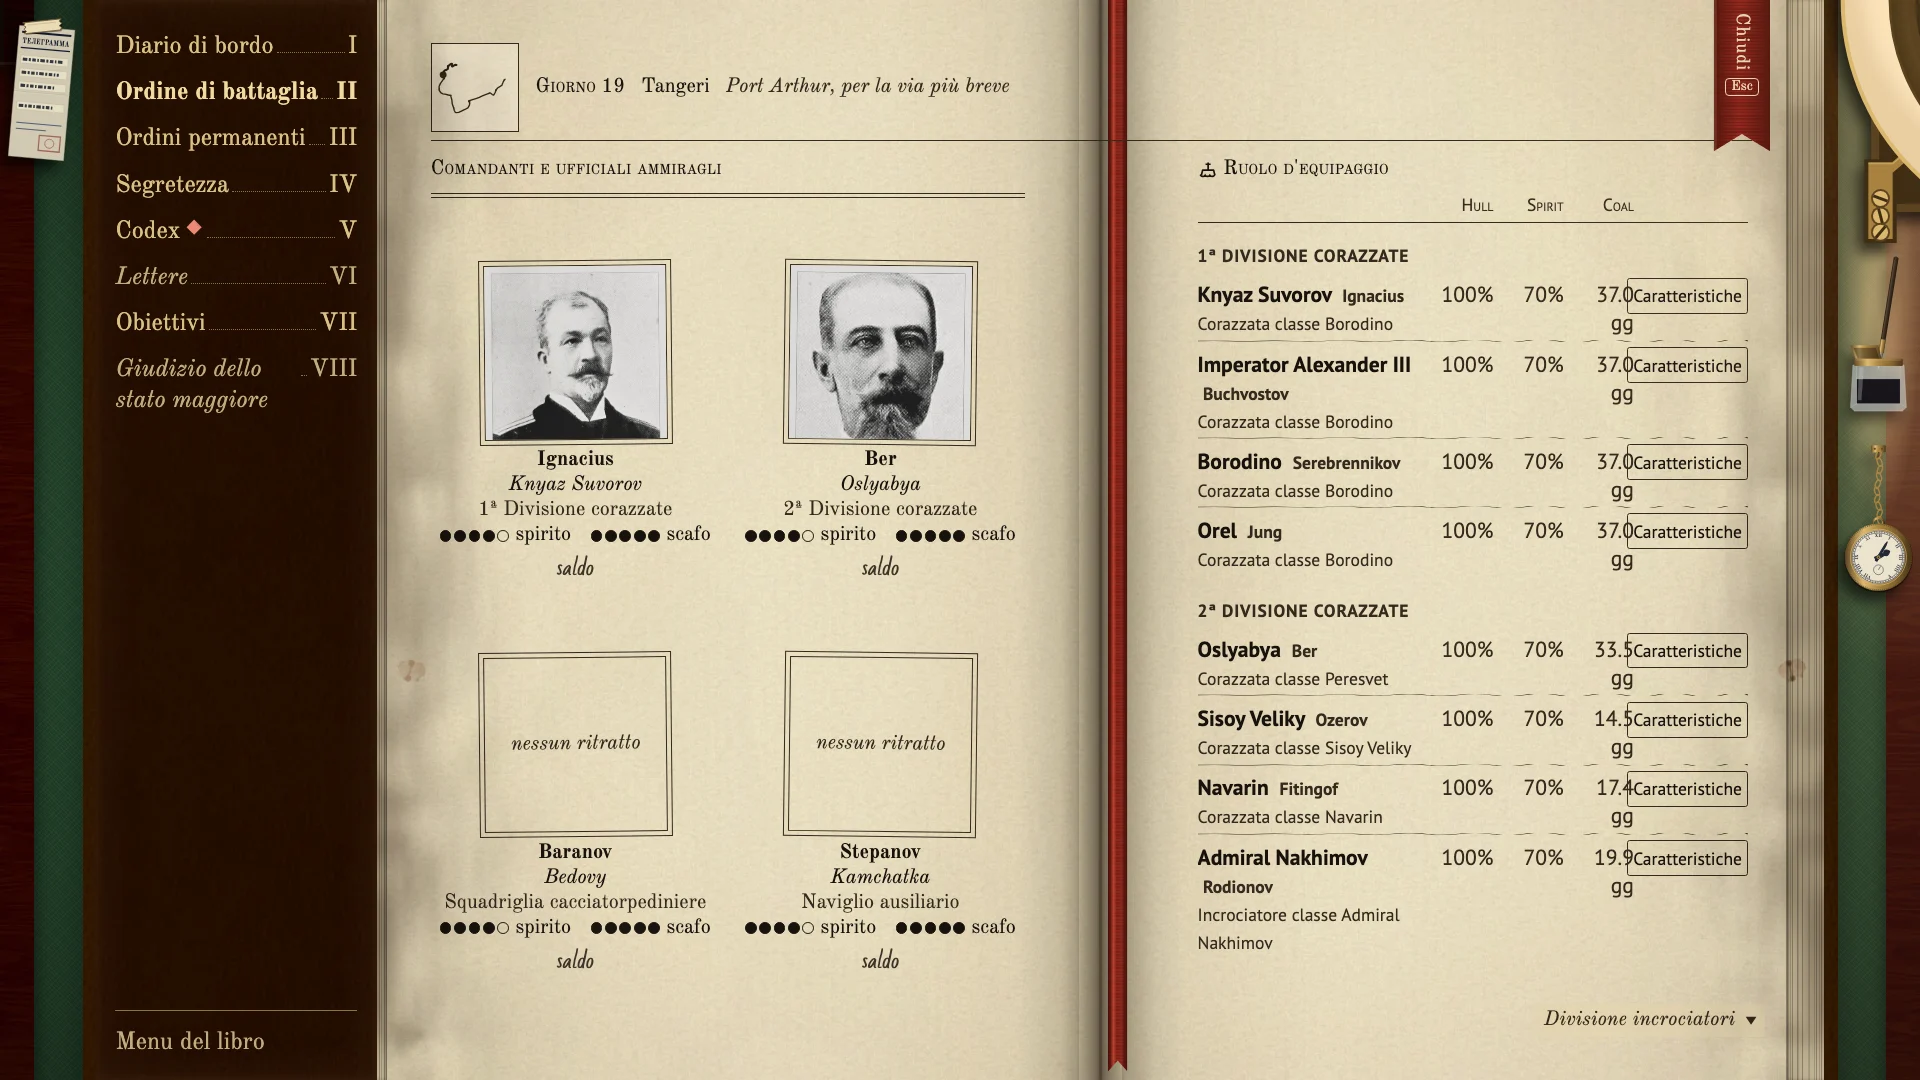 ТЕЛЕГРАММА
Diario di bordo I
Ordine di battaglia II
Ordini permanenti III
Segretezza IV
Codex V
Lettere VI
Obiettivi VII
Giudizio dello stato maggiore VIII
Menu del libro
Giorno 19 Tangeri Port Arthur, per la via più breve
Comandanti e ufficiali ammiragli
Ignacius
Knyaz Suvorov
1ª Divisione corazzate
spirito scafo
saldo
Ber
Oslyabya
2ª Divisione corazzate
spirito scafo
saldo
nessun ritratto
Baranov
Bedovy
Squadriglia cacciatorpediniere
spirito scafo
saldo
nessun ritratto
Stepanov
Kamchatka
Naviglio ausiliario
spirito scafo
saldo
Chiudi
Esc
Ruolo d'equipaggio
Hull Spirit Coal
1ª DIVISIONE CORAZZATE
Knyaz Suvorov Ignacius 100% 70% 37.0 gg Caratteristiche
Corazzata classe Borodino
Imperator Alexander III 100% 70% 37.0 gg Caratteristiche
Buchvostov
Corazzata classe Borodino
Borodino Serebrennikov 100% 70% 37.0 gg Caratteristiche
Corazzata classe Borodino
Orel Jung 100% 70% 37.0 gg Caratteristiche
Corazzata classe Borodino
2ª DIVISIONE CORAZZATE
Oslyabya Ber 100% 70% 33.5 gg Caratteristiche
Corazzata classe Peresvet
Sisoy Veliky Ozerov 100% 70% 14.5 gg Caratteristiche
Corazzata classe Sisoy Veliky
Navarin Fitingof 100% 70% 17.4 gg Caratteristiche
Corazzata classe Navarin
Admiral Nakhimov 100% 70% 19.9 gg Caratteristiche
Rodionov
Incrociatore classe Admiral
Nakhimov
Divisione incrociatori